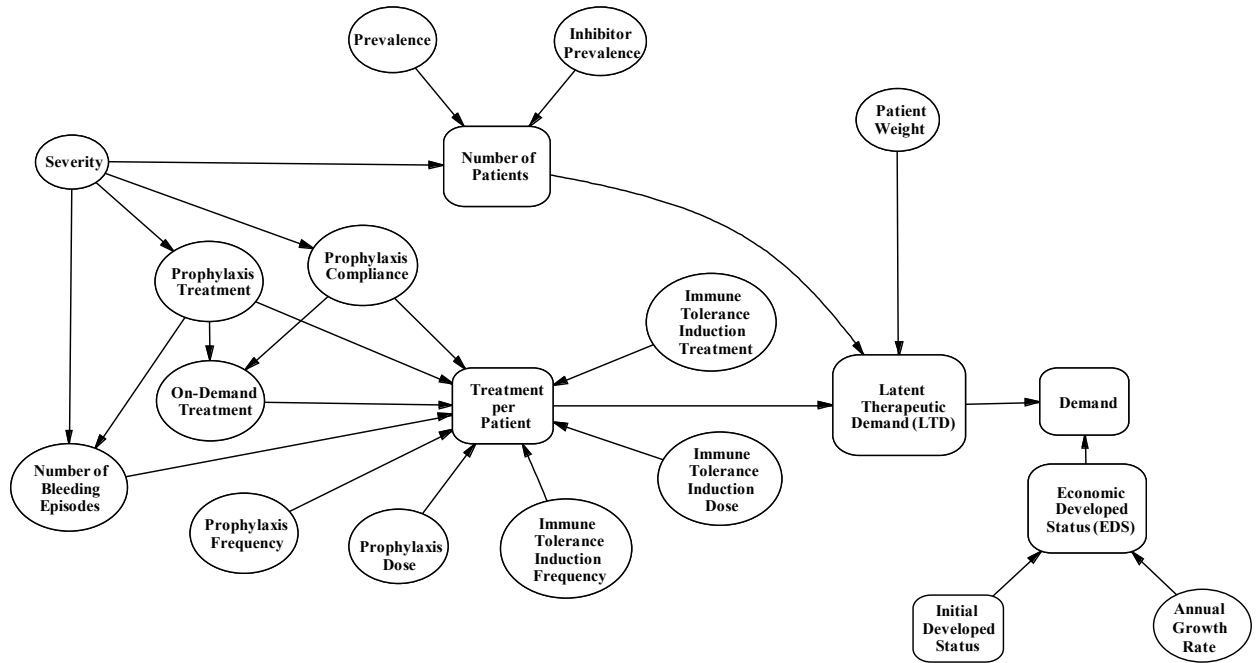 Prevalence
Inhibitor
Prevalence
Patient
Weight
Severity
Number of
Patients
Prophylaxis
Treatment
Prophylaxis
Compliance
Immune
Tolerance
Induction
Treatment
On-Demand
Treatment
Treatment
per
Patient
Latent
Therapeutic
Demand (LTD)
Demand
Number of
Bleeding
Episodes
Immune
Tolerance
Induction
Dose
Economic
Developed
Status (EDS)
Prophylaxis
Frequency
Prophylaxis
Dose
Immune
Tolerance
Induction
Frequency
Initial
Developed
Status
Annual
Growth
Rate